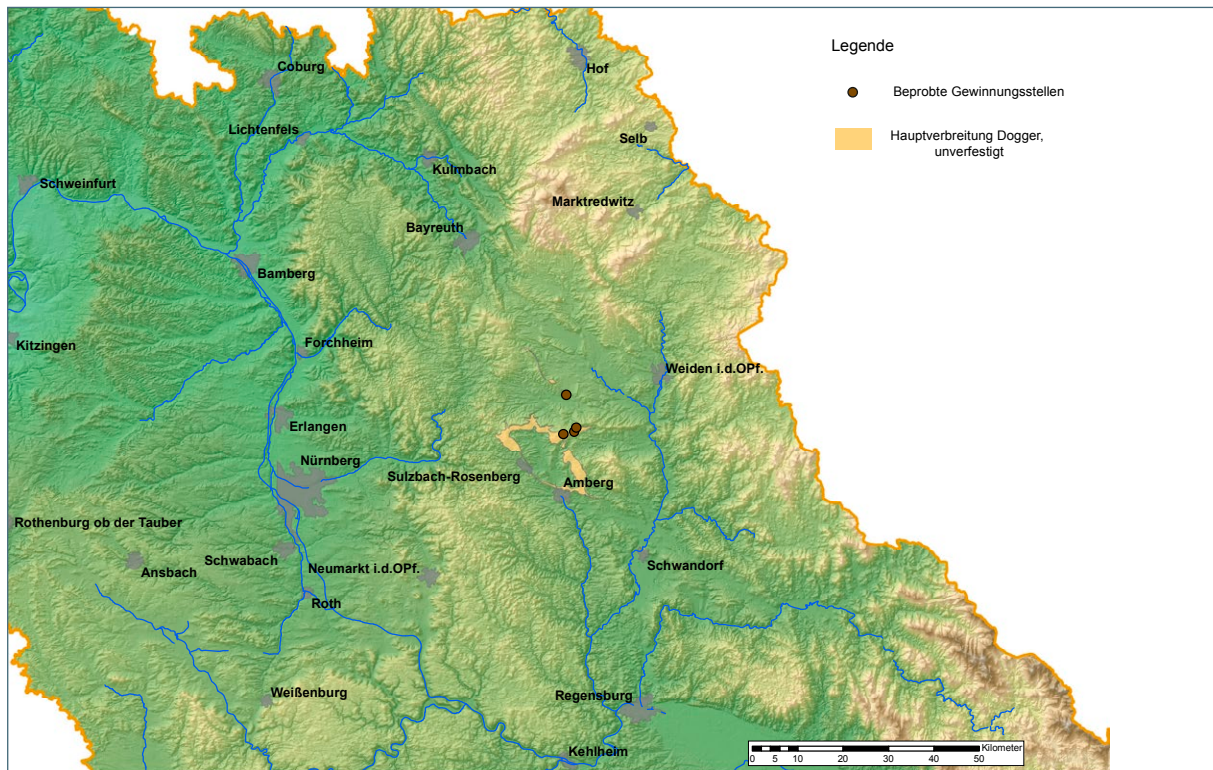 Legende
Beprobte Gewinnungsstellen
Hauptverbreitung Dogger,
unverfestigt
Coburg
Hof
Lichtenfels
Selb
Kulmbach
Schweinfurt
Marktredwitz
Bayreuth
Bamberg
Kitzingen
Forchheim
Weiden i.d.OPf.
Erlangen
Nürnberg
Sulzbach-Rosenberg
Amberg
Rothenburg ob der Tauber
Schwabach
Ansbach
Neumarkt i.d.OPf.
Schwandorf
Roth
Weißenburg
Regensburg
Kehlheim
Kilometer
0 5 10 20 30 40 50